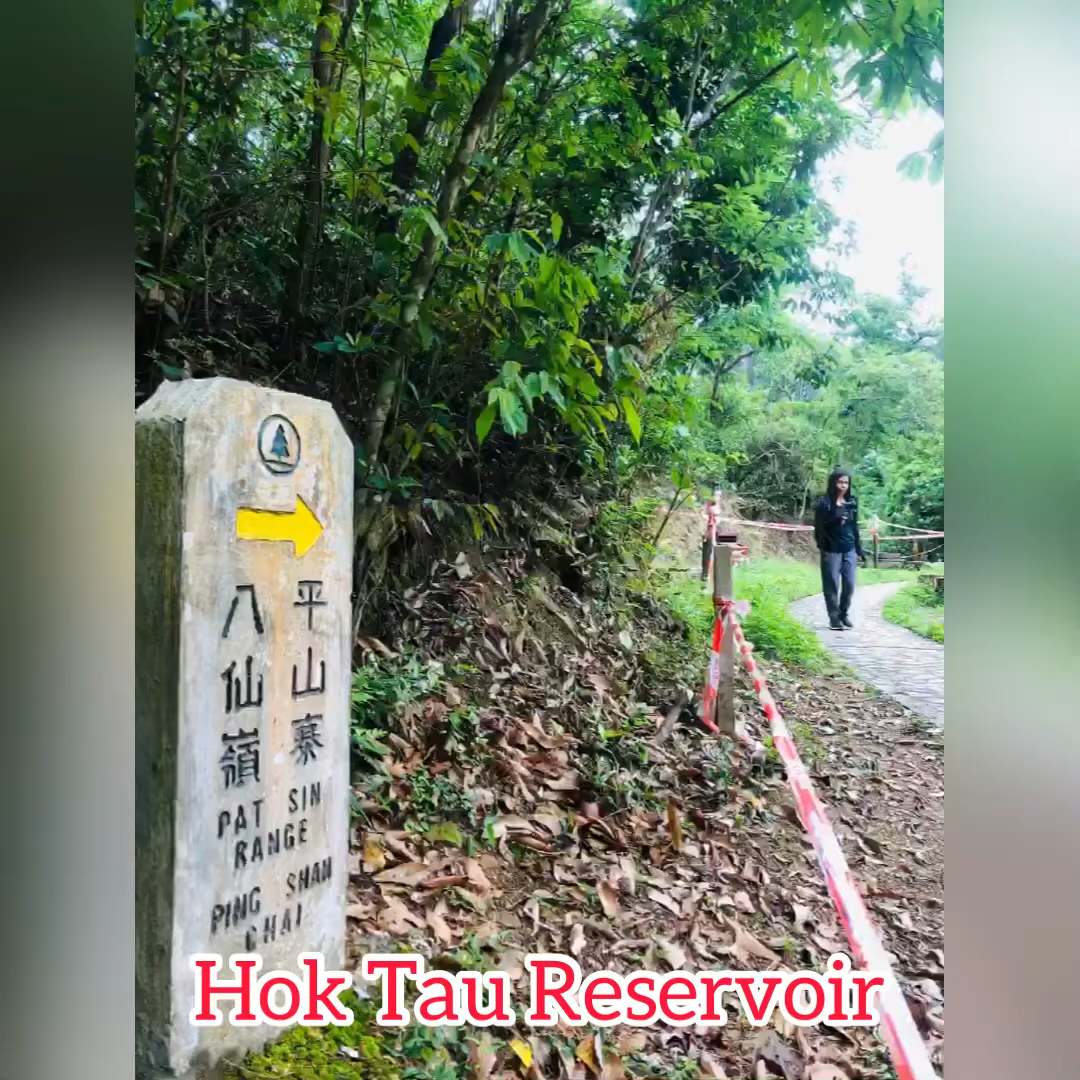 八仙嶺
平山寨
PAT SIN
RANGE
PING SHAN
CHAI
Hok Tau Reservoir